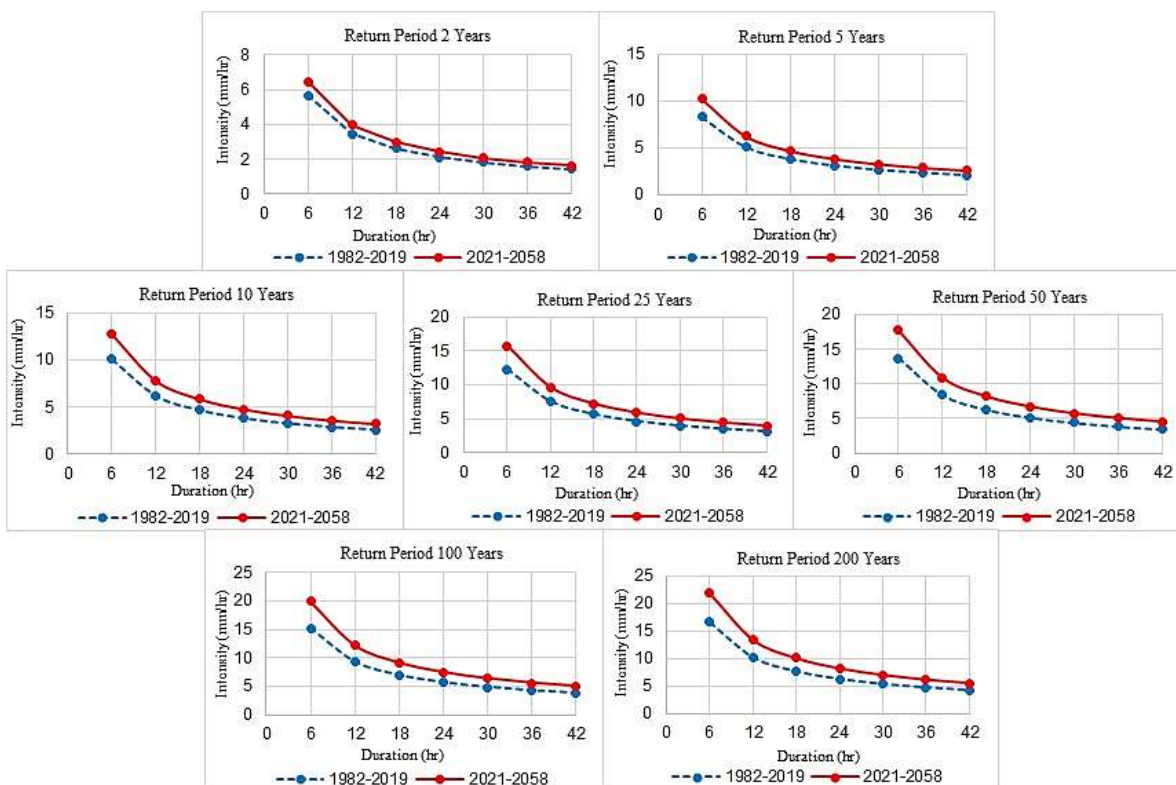 Return Period 2 Years
Intensity (mm/hr)
8
6
4
2
0
0 6 12 18 24 30 36 42
Duration (hr)
1982-2019 2021-2058
Return Period 5 Years
Intensity (mm/hr)
15
10
5
0
0 6 12 18 24 30 36 42
Duration (hr)
1982-2019 2021-2058
Return Period 10 Years
Intensity (mm/hr)
15
10
5
0
0 6 12 18 24 30 36 42
Duration (hr)
1982-2019 2021-2058
Return Period 25 Years
Intensity (mm/hr)
20
15
10
5
0
0 6 12 18 24 30 36 42
Duration (hr)
1982-2019 2021-2058
Return Period 50 Years
Intensity (mm/hr)
20
15
10
5
0
0 6 12 18 24 30 36 42
Duration (hr)
1982-2019 2021-2058
Return Period 100 Years
Intensity (mm/hr)
25
20
15
10
5
0
0 6 12 18 24 30 36 42
Duration (hr)
1982-2019 2021-2058
Return Period 200 Years
Intensity (mm/hr)
25
20
15
10
5
0
0 6 12 18 24 30 36 42
Duration (hr)
1982-2019 2021-2058